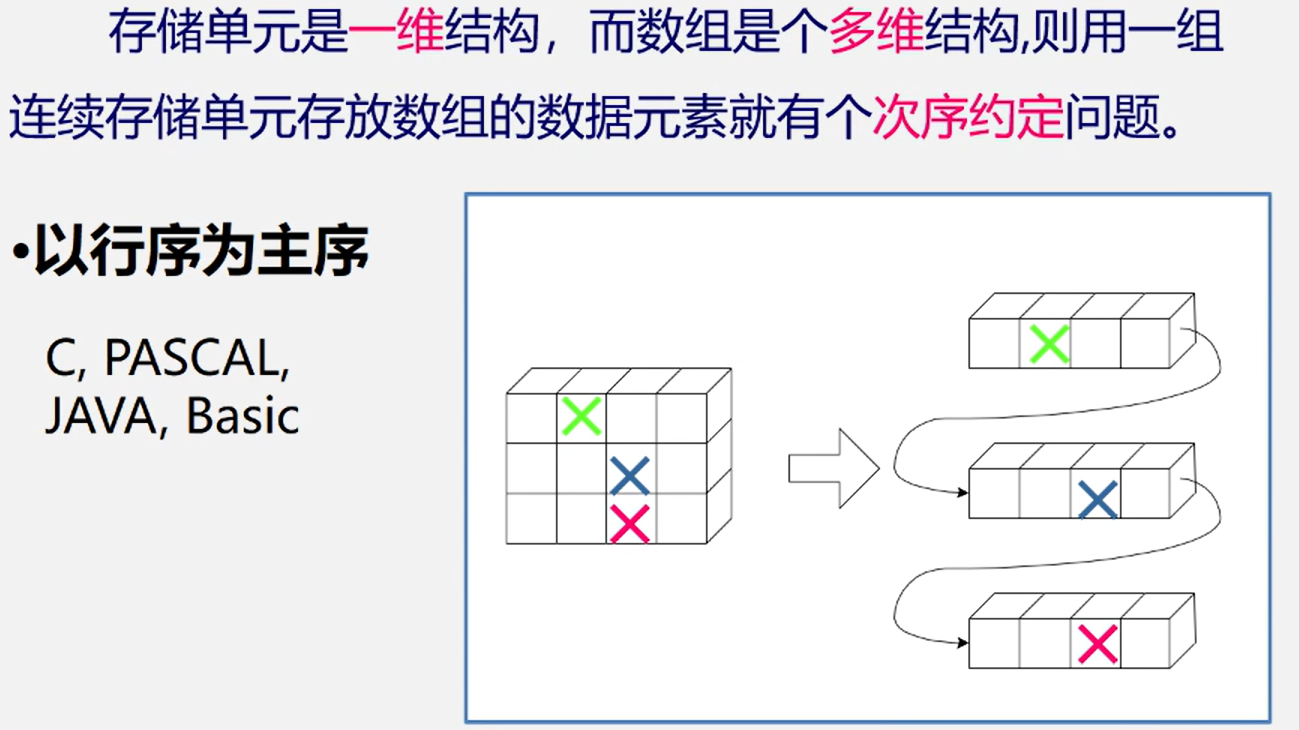 存储单元是一维结构，而数组是个多维结构,则用一组
连续存储单元存放数组的数据元素就有个次序约定问题。
•以行序为主序
C, PASCAL,
JAVA, Basic